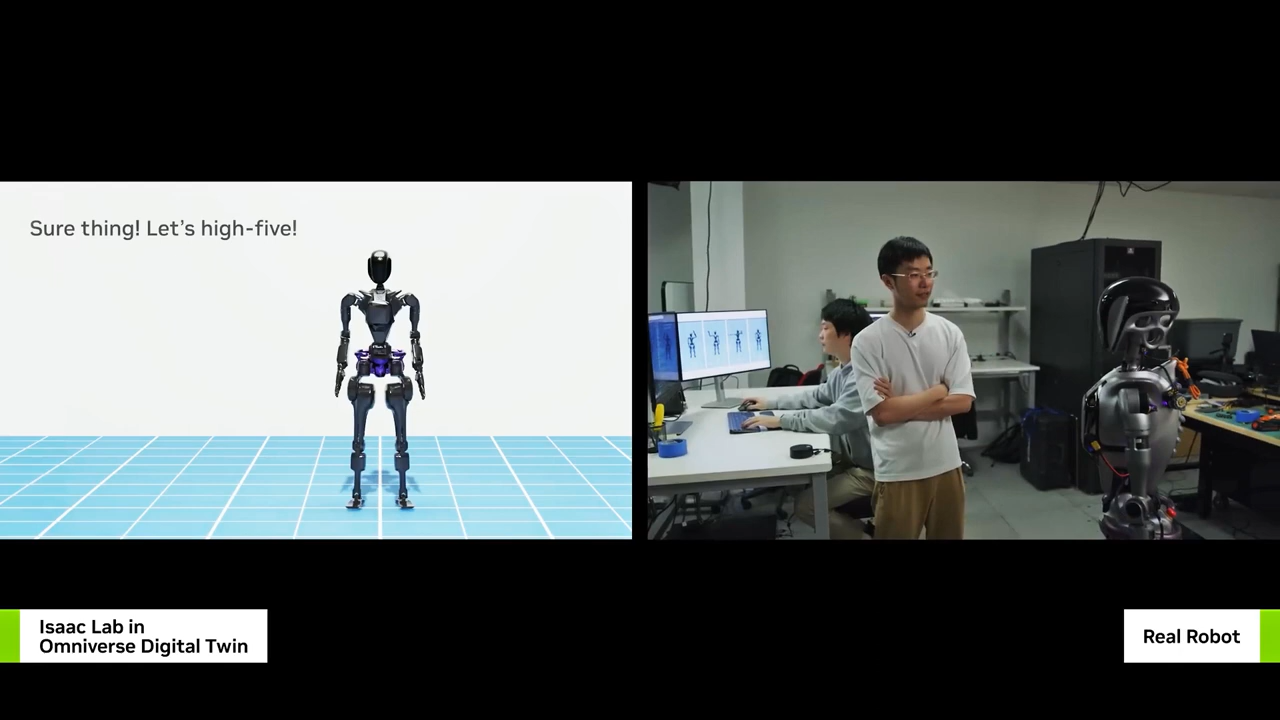 Sure thing! Let's high-five!
Isaac Lab in
Omniverse Digital Twin
Real Robot